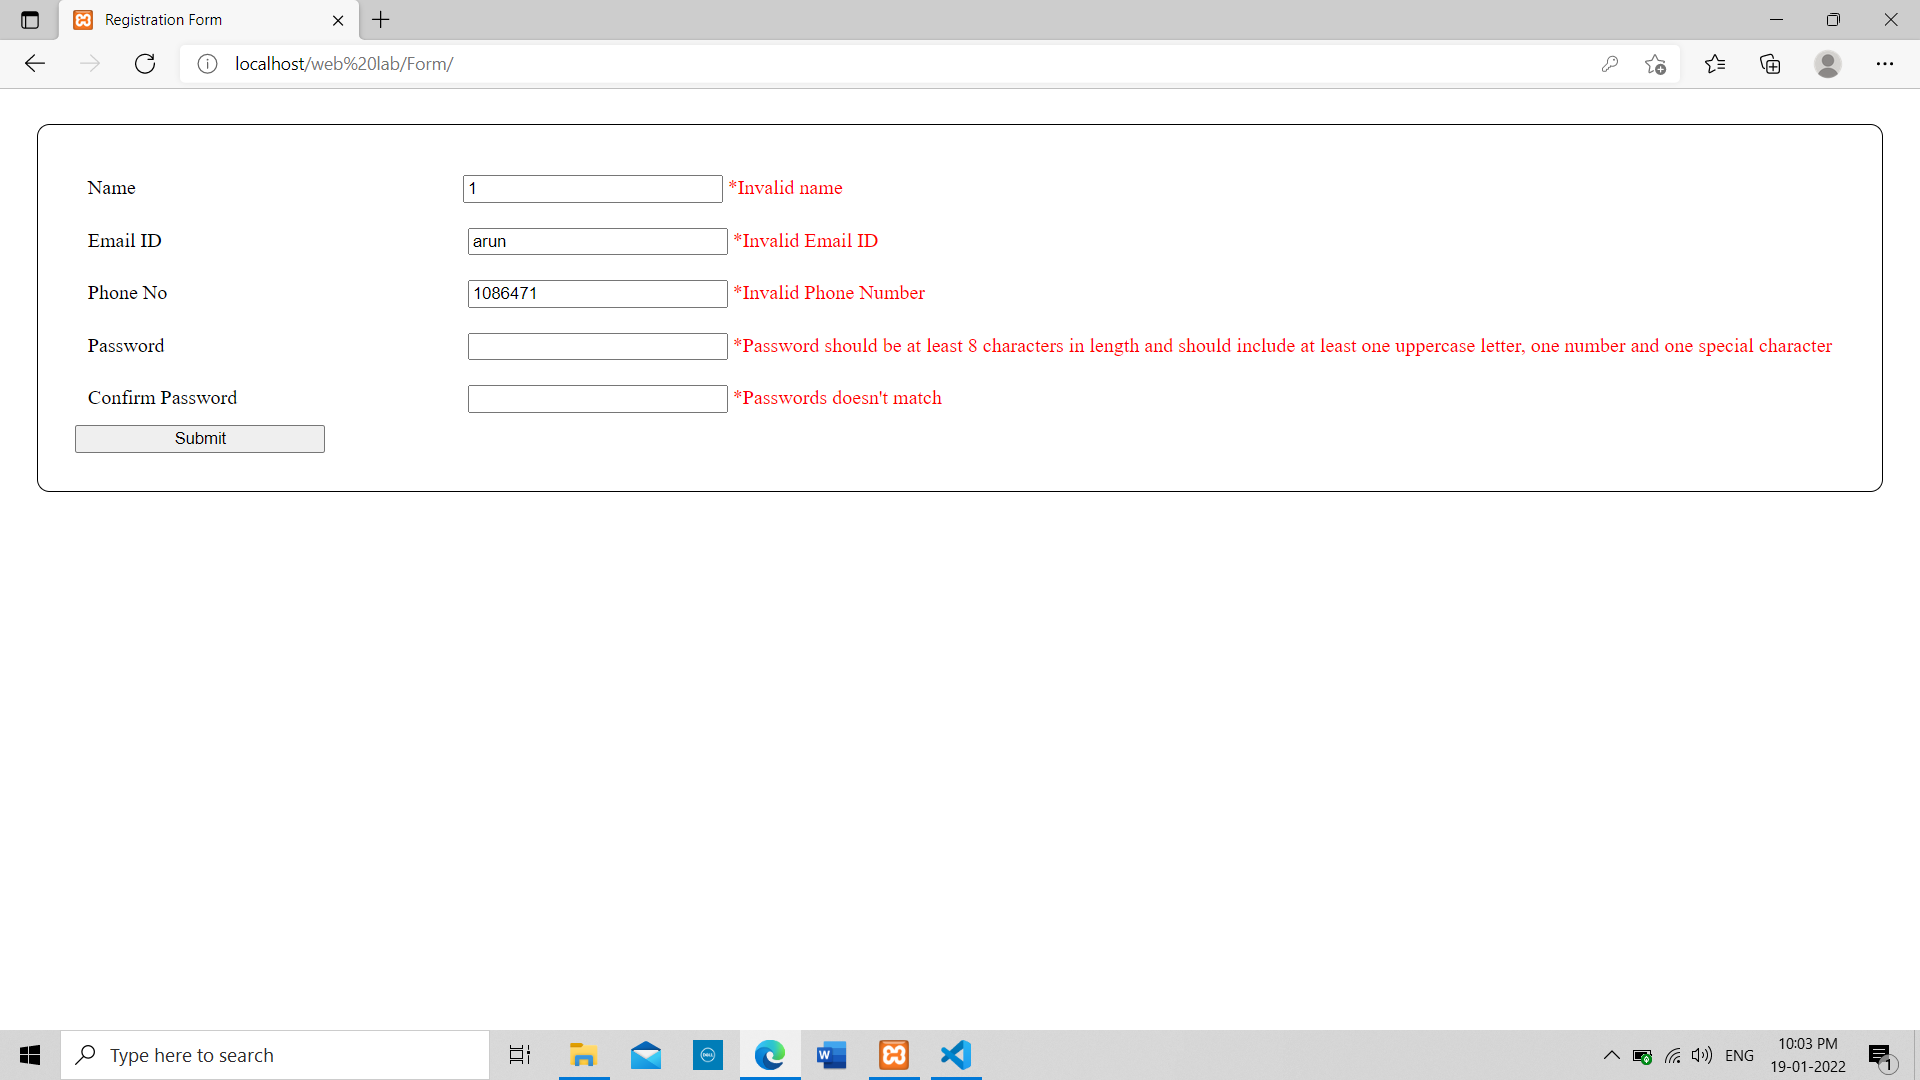 Registration Form
localhost/web%20lab/Form/
Name 1 *Invalid name
Email ID arun *Invalid Email ID
Phone No 1086471 *Invalid Phone Number
Password *Password should be at least 8 characters in length and should include at least one uppercase letter, one number and one special character
Confirm Password *Passwords doesn't match
Submit
Type here to search
DELL
W
ENG
10:03 PM
19-01-2022
1